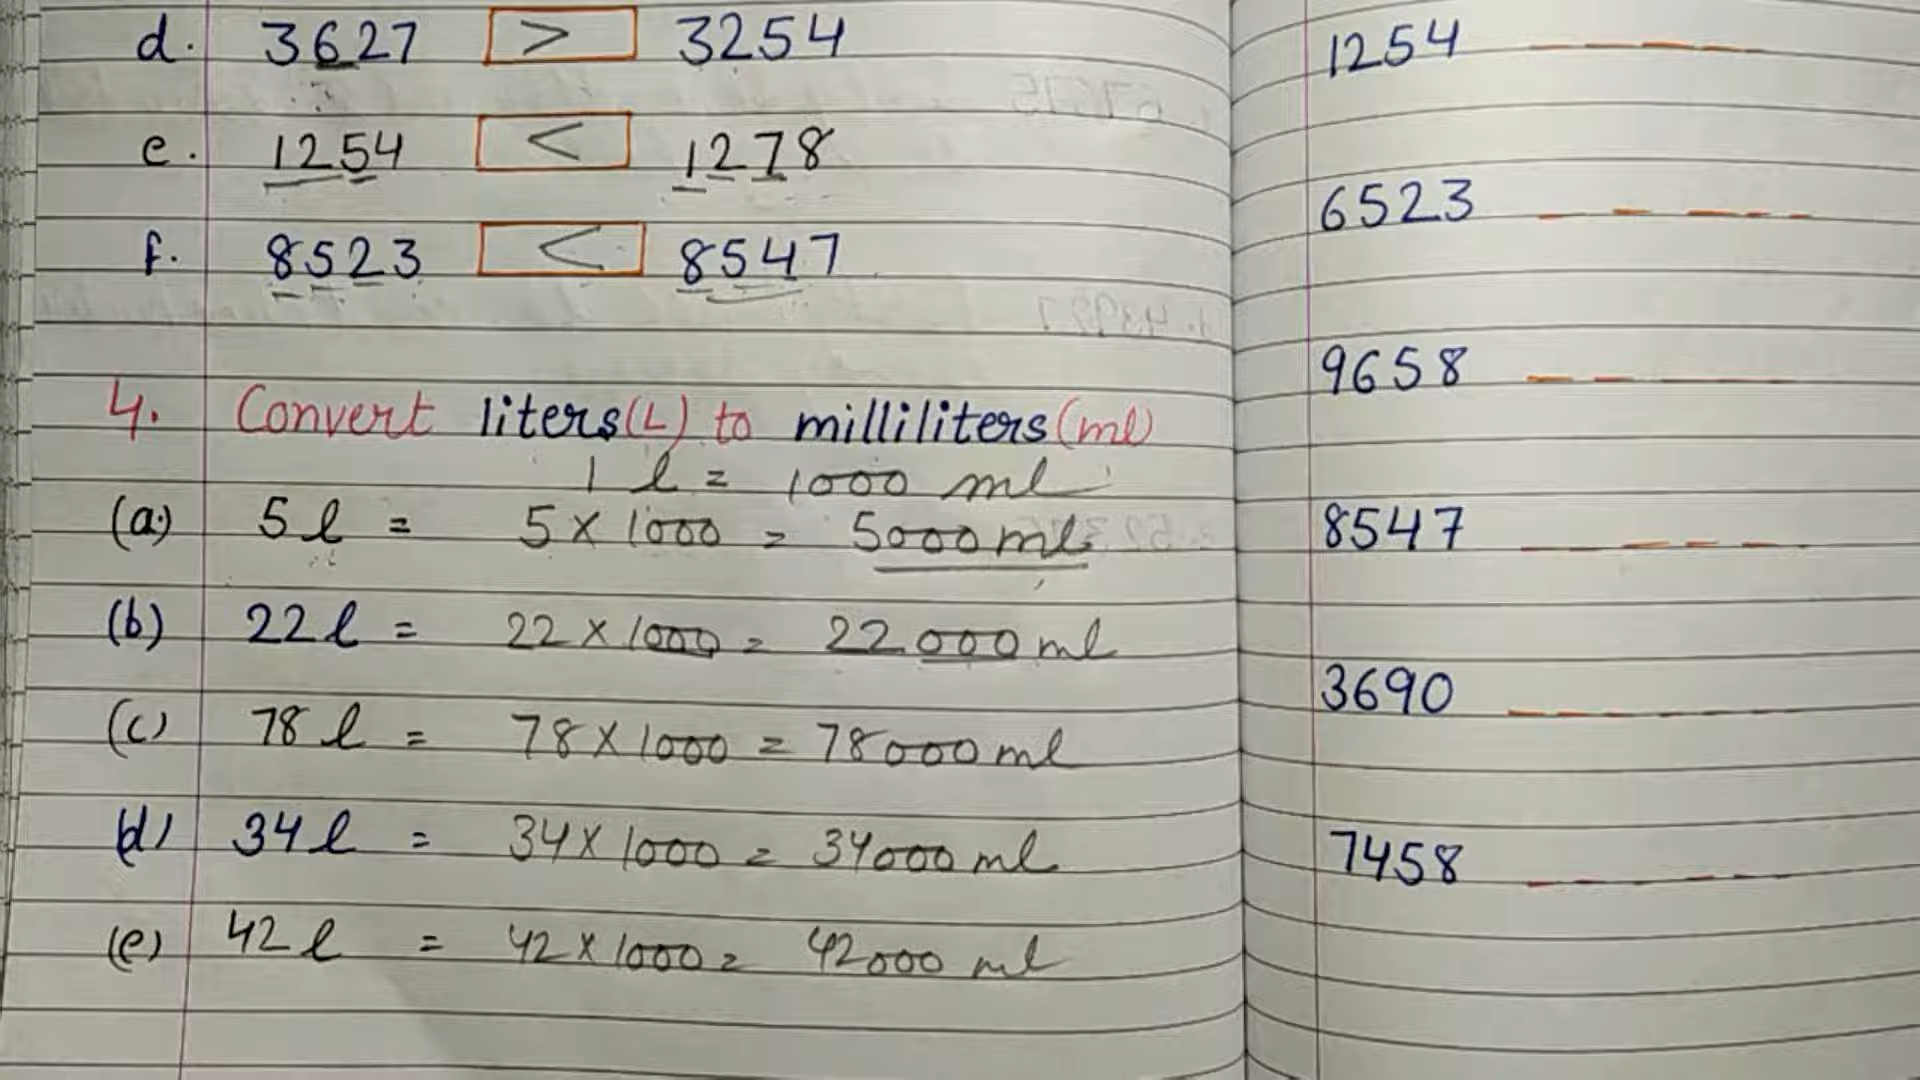 d. 3627 > 3254
e. 1254 < 1278
f. 8523 < 8547
4. Convert liters(L) to milliliters(ml)
1 l = 1000 ml
(a) 5 l = 5 x 1000 = 5000 ml
(b) 22 l = 22 x 1000 = 22000 ml
(c) 78 l = 78 x 1000 = 78000 ml
(d) 34 l = 34 x 1000 = 34000 ml
(e) 42 l = 42 x 1000 = 42000 ml
1254
6523
9658
8547
3690
7458